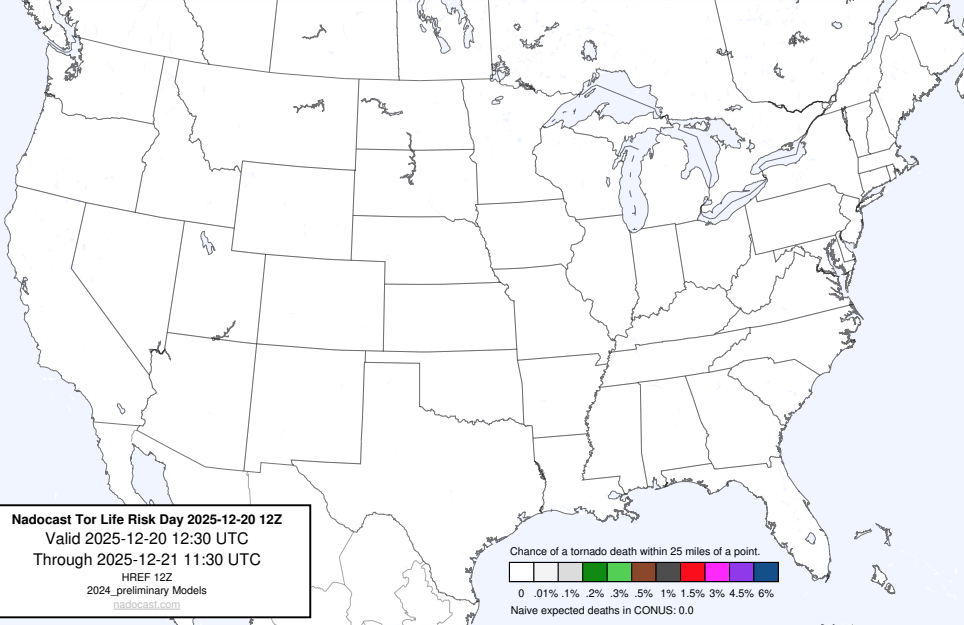 Nadocast Tor Life Risk Day 2025-12-20 12Z
Valid 2025-12-20 12:30 UTC
Through 2025-12-21 11:30 UTC
HREF 12Z
2024_preliminary Models
nadocast.com
Chance of a tornado death within 25 miles of a point.
0 .01% .1% .2% .3% .5% 1% 1.5% 3% 4.5% 6%
Naive expected deaths in CONUS: 0.0